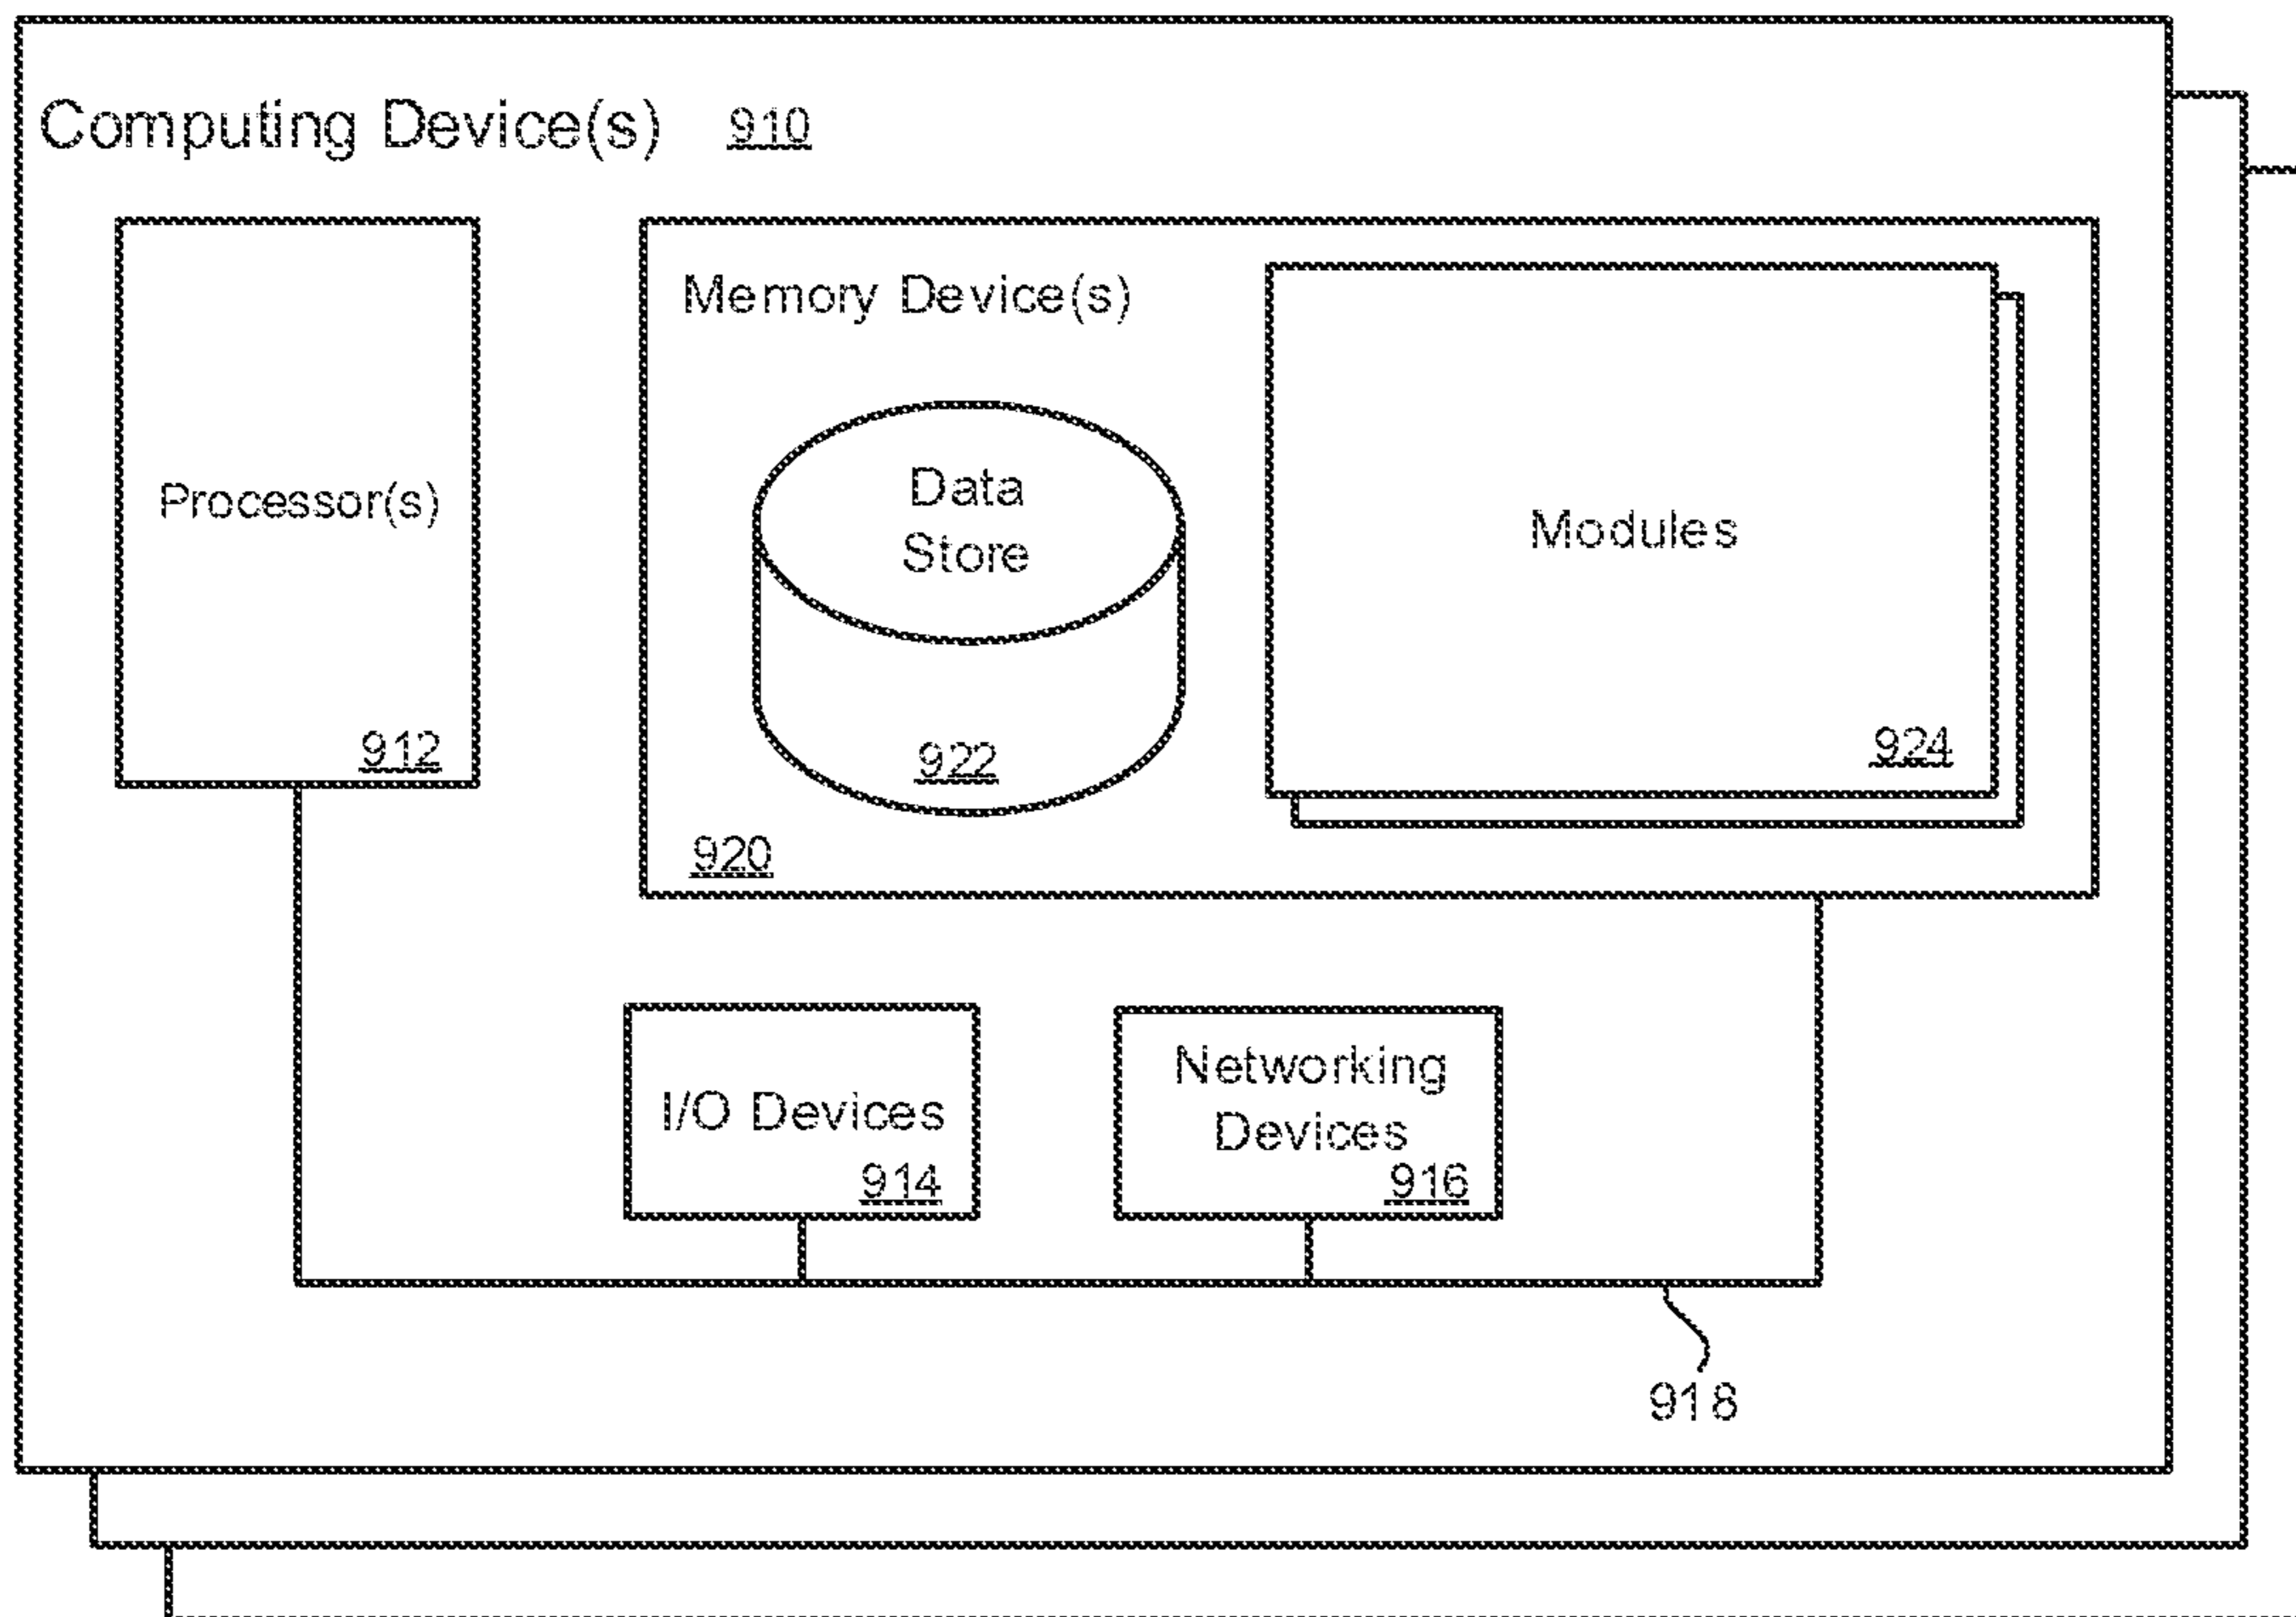 Computing Device(s) 910
Processor(s)
912
Memory Device(s)
Data
Store
922
920
Modules
924
I/O Devices
914
Networking
Devices
916
918